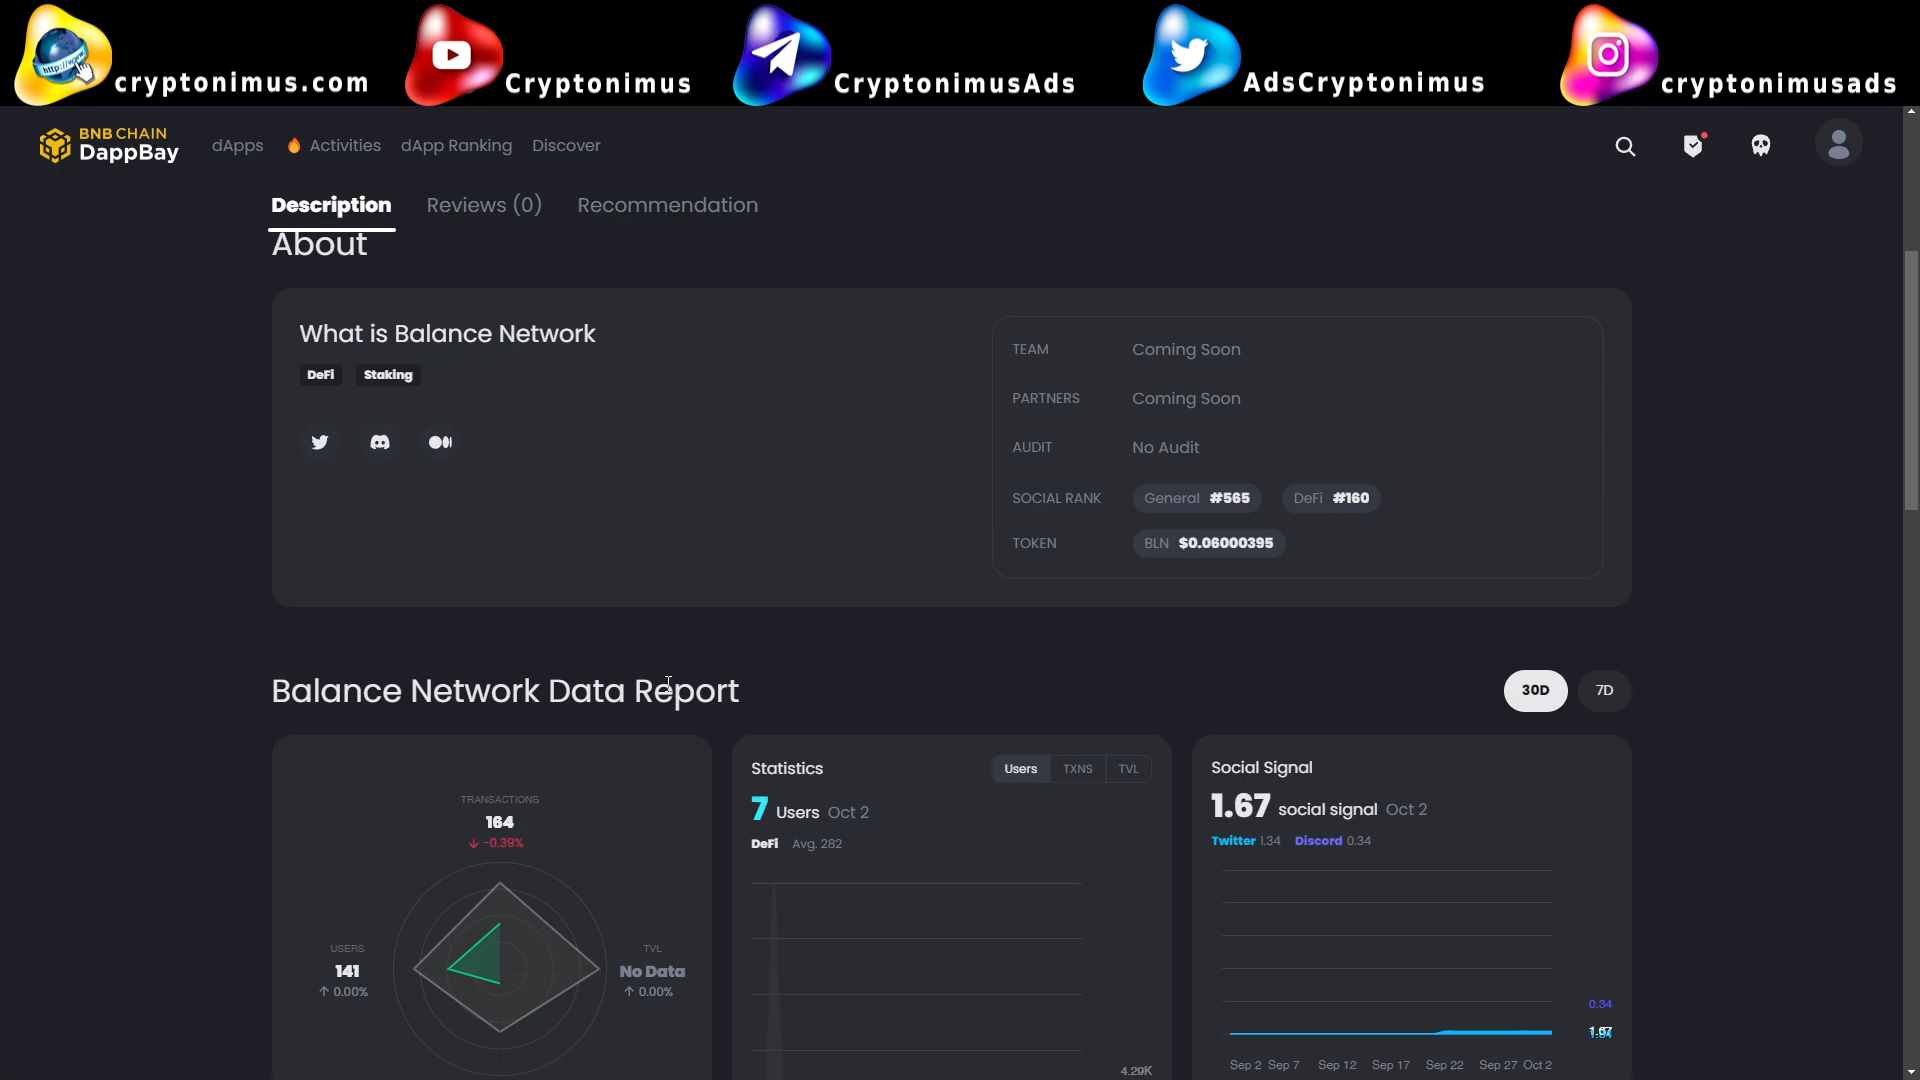 http://www
cryptonimus.com
Cryptonimus
CryptonimusAds
AdsCryptonimus
cryptonimusads
BNB CHAIN
DappBay
dApps
Activities
dApp Ranking
Discover
Description
Reviews (0)
Recommendation
About
What is Balance Network
DeFi
Staking
TEAM
Coming Soon
PARTNERS
Coming Soon
AUDIT
No Audit
SOCIAL RANK
General #565
DeFi #160
TOKEN
BLN $0.06000395
Balance Network Data Report
30D
7D
TRANSACTIONS
164
-0.39%
USERS
141
0.00%
TVL
No Data
0.00%
Statistics
Users
TXNS
TVL
7 Users Oct 2
DeFi Avg. 282
4.29K
Social Signal
1.67 social signal Oct 2
Twitter 1.34 Discord 0.34
0.34
Sep 2
Sep 7
Sep 12
Sep 17
Sep 22
Sep 27
Oct 2